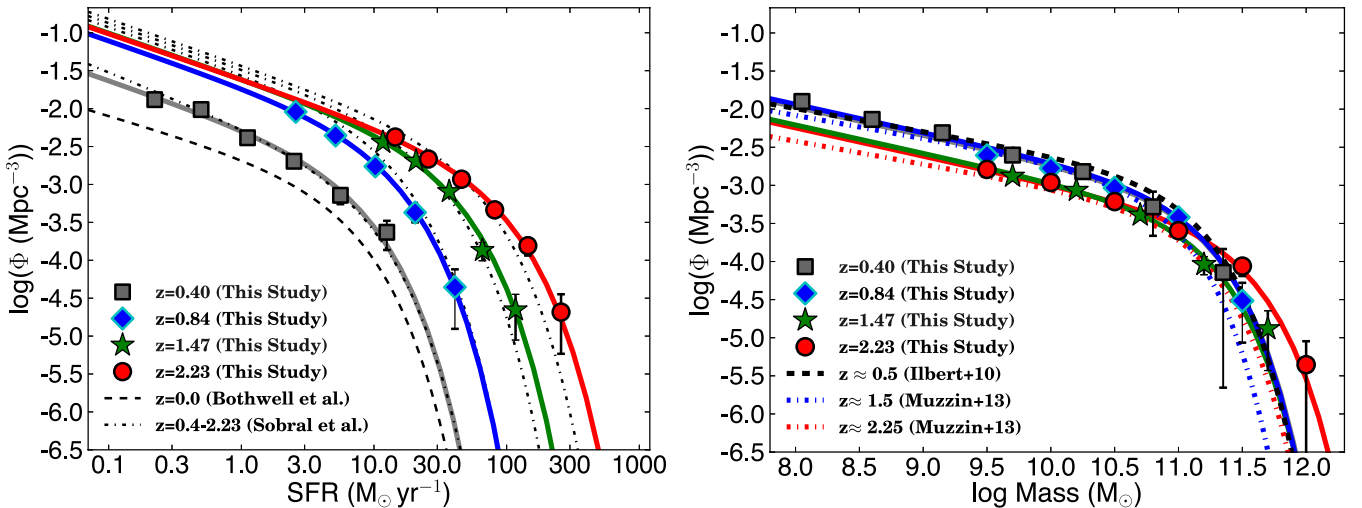 -1.0
-1.5
-2.0
-2.5
-3.0
-3.5
-4.0
-4.5
-5.0
-5.5
-6.0
-6.5
log(Φ (Mpc⁻³))
z=0.40 (This Study)
z=0.84 (This Study)
z=1.47 (This Study)
z=2.23 (This Study)
z=0.0 (Bothwell et al.)
z=0.4-2.23 (Sobral et al.)
0.1 0.3 1.0 3.0 10.0 30.0 100 300 1000
SFR (M⊙ yr⁻¹)
-1.0
-1.5
-2.0
-2.5
-3.0
-3.5
-4.0
-4.5
-5.0
-5.5
-6.0
-6.5
log(Φ (Mpc⁻³))
z=0.40 (This Study)
z=0.84 (This Study)
z=1.47 (This Study)
z=2.23 (This Study)
z ≈ 0.5 (Ilbert+10)
z≈ 1.5 (Muzzin+13)
z≈ 2.25 (Muzzin+13)
8.0 8.5 9.0 9.5 10.0 10.5 11.0 11.5 12.0
log Mass (M⊙)